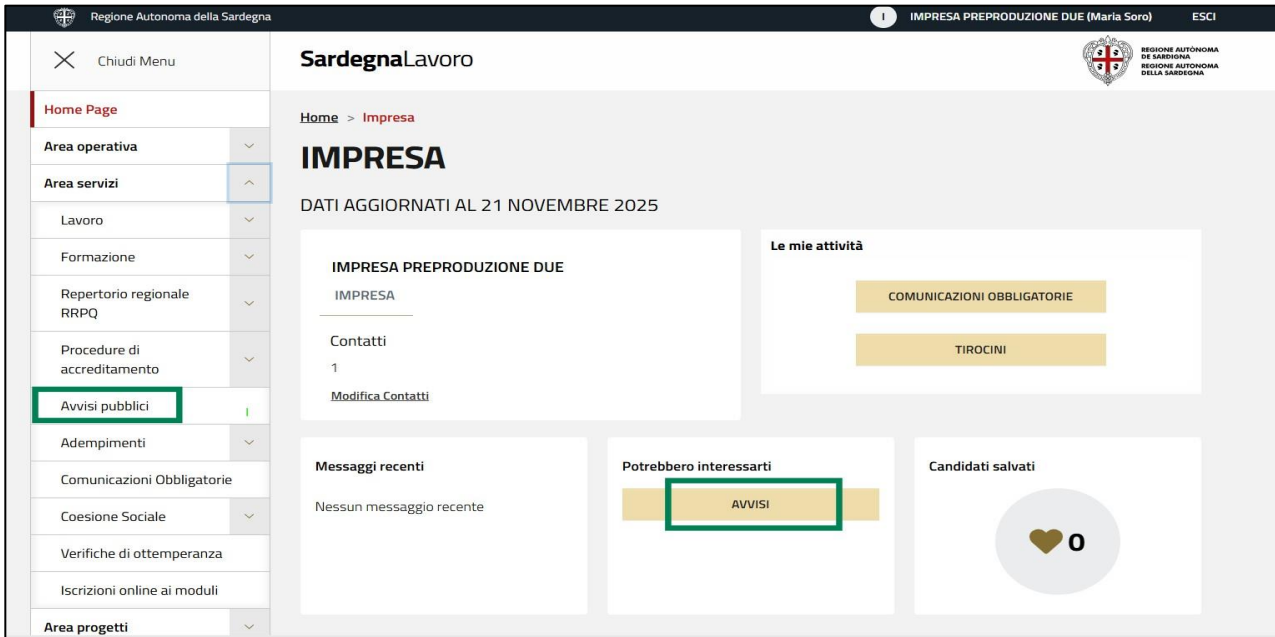 Regione Autonoma della Sardegna
I IMPRESA PREPRODUZIONE DUE (Maria Soro) ESCI
Chiudi Menu
SardegnaLavoro
REGIONE AUTÒNOMA
DE SARDIGNA
REGIONE AUTONOMA
DELLA SARDEGNA
Home Page
Area operativa
Area servizi
Lavoro
Formazione
Repertorio regionale
RRPQ
Procedure di
accreditamento
Avvisi pubblici
Adempimenti
Comunicazioni Obbligatorie
Coesione Sociale
Verifiche di ottemperanza
Iscrizioni online ai moduli
Area progetti
Home > Impresa
IMPRESA
DATI AGGIORNATI AL 21 NOVEMBRE 2025
IMPRESA PREPRODUZIONE DUE
IMPRESA
Contatti
1
Modifica Contatti
Le mie attività
COMUNICAZIONI OBBLIGATORIE
TIROCINI
Messaggi recenti
Nessun messaggio recente
Potrebbero interessarti
AVVISI
Candidati salvati
0